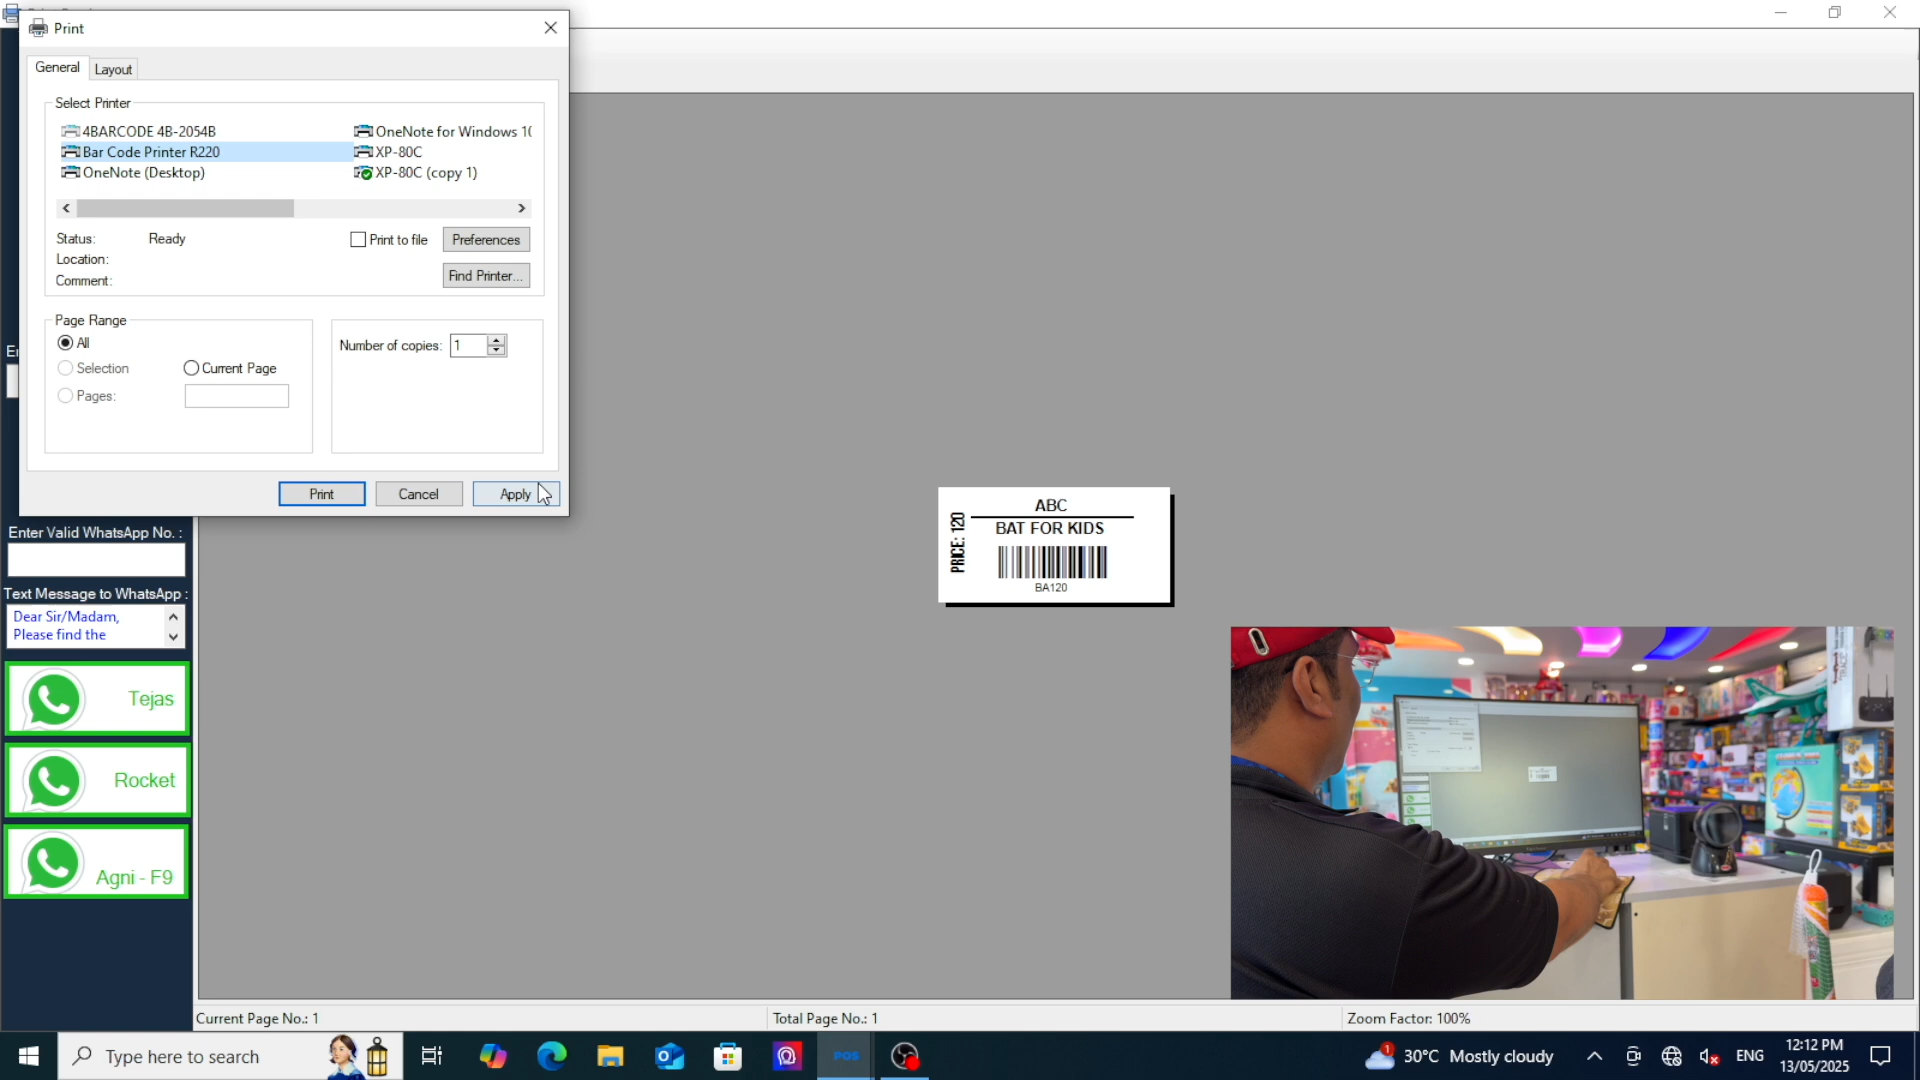 Print
General
Layout
Select Printer
4BARCODE 4B-2054B
OneNote for Windows 10
Bar Code Printer R220
XP-80C
OneNote (Desktop)
XP-80C (copy 1)
Status:
Ready
Print to file
Preferences
Location:
Find Printer...
Comment:
Page Range
All
Number of copies:
1
Selection
Current Page
Pages:
Print
Cancel
Apply
Enter Valid WhatsApp No. :
Text Message to WhatsApp :
Dear Sir/Madam,
Please find the
Tejas
Rocket
Agni - F9
ABC
BAT FOR KIDS
PRICE: 120
BA120
Current Page No.: 1
Total Page No.: 1
Zoom Factor: 100%
Type here to search
POS
1
30°C Mostly cloudy
ENG
12:12 PM
13/05/2025